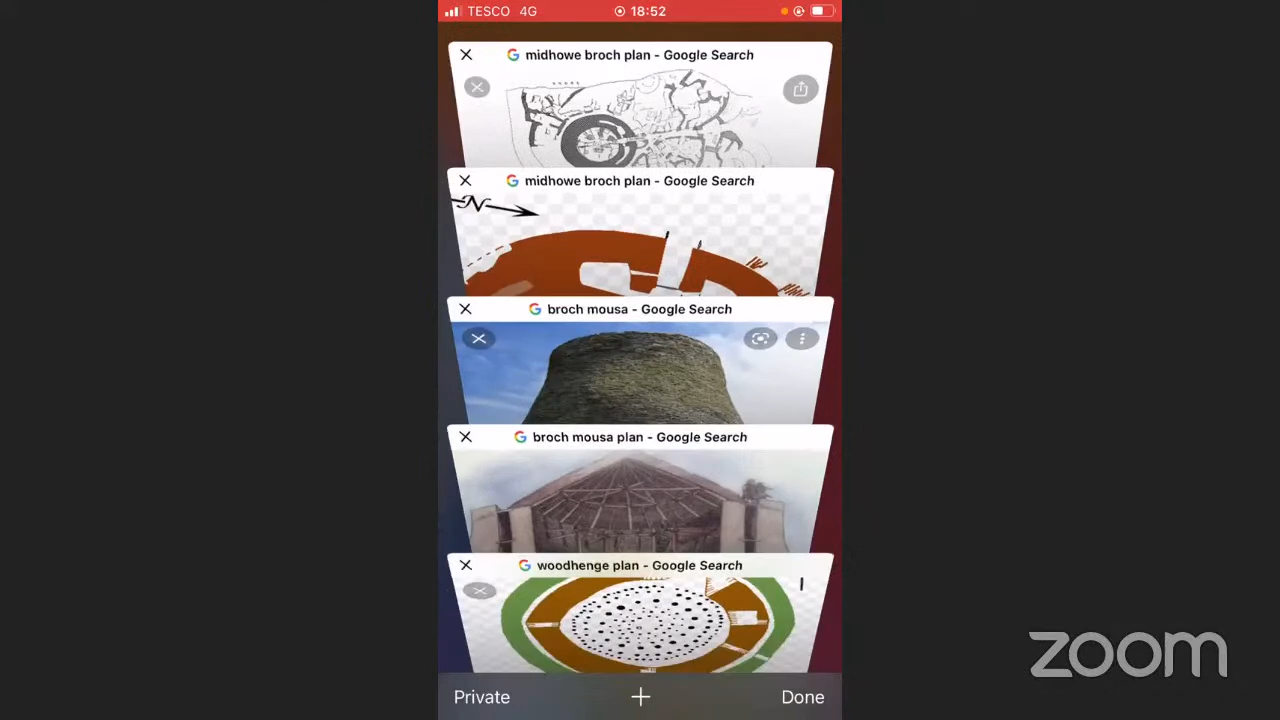 TESCO 4G 18:52
midhowe broch plan - Google Search
midhowe broch plan - Google Search
N
broch mousa - Google Search
broch mousa plan - Google Search
woodhenge plan - Google Search
zoom
Private + Done